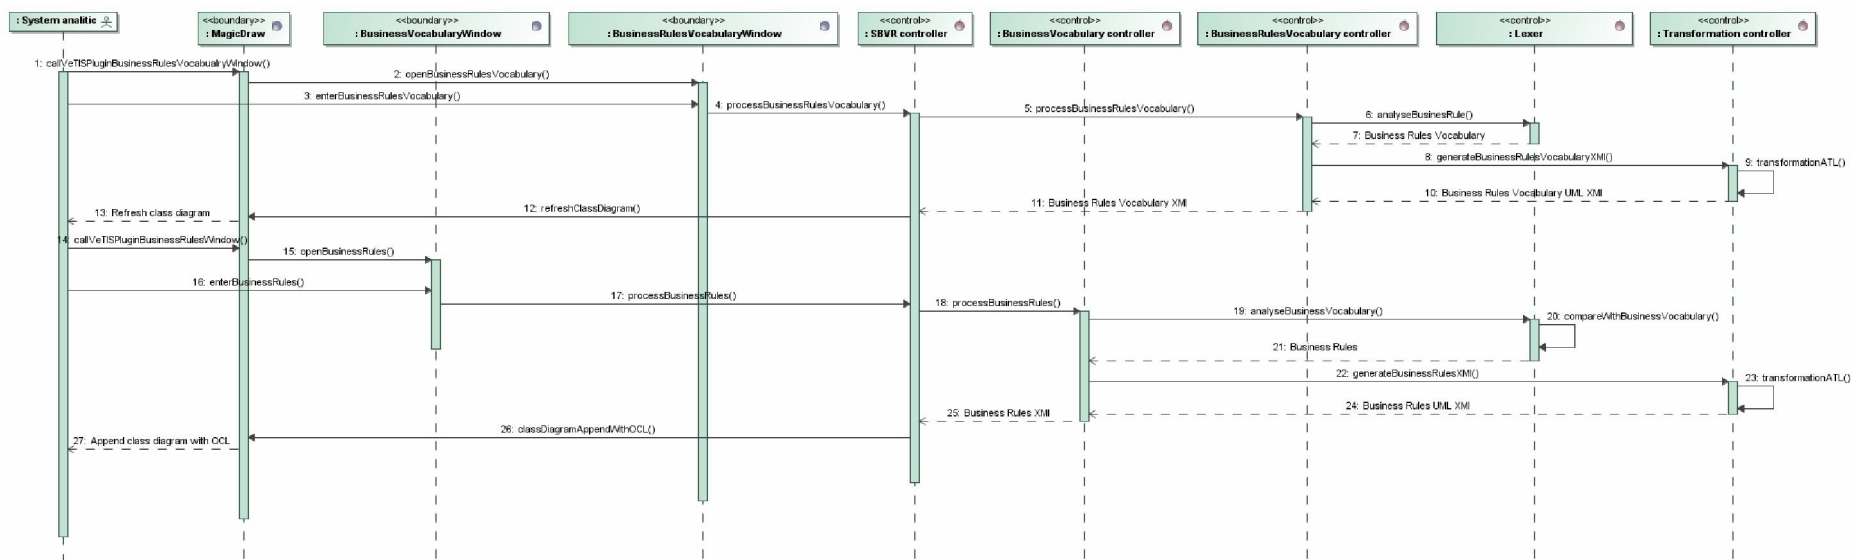 : System analitic
<<boundary>>
: MagicDraw
<<boundary>>
: BusinessVocabularyWindow
<<boundary>>
: BusinessRulesVocabularyWindow
<<control>>
: SBVR controller
<<control>>
: BusinessVocabulary controller
<<control>>
: BusinessRulesVocabulary controller
<<control>>
: Lexer
<<control>>
: Transformation controller
1: callVeTISPluginBusinessRulesVocabualryWindow()
2: openBusinessRulesVocabulary()
3: enterBusinessRulesVocabulary()
4: processBusinessRulesVocabulary()
5: processBusinessRulesVocabulary()
6: analyseBusinesRule()
7: Business Rules Vocabulary
8: generateBusinessRulesVocabularyXMI()
9: transformationATL()
10: Business Rules Vocabulary UML XMI
11: Business Rules Vocabulary XMI
12: refreshClassDiagram()
13: Refresh class diagram
14: callVeTISPluginBusinessRulesWindow()
15: openBusinessRules()
16: enterBusinessRules()
17: processBusinessRules()
18: processBusinessRules()
19: analyseBusinessVocabulary()
20: compareWithBusinessVocabulary()
21: Business Rules
22: generateBusinessRulesXMI()
23: transformationATL()
24: Business Rules UML XMI
25: Business Rules XMI
26: classDiagramAppendWithOCL()
27: Append class diagram with OCL